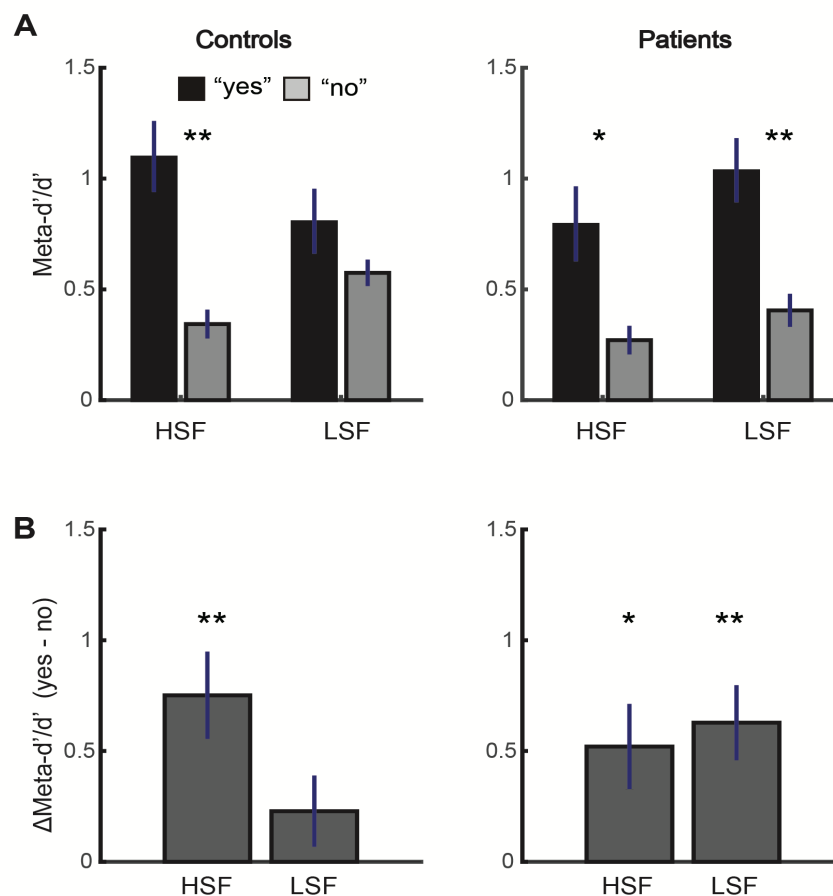 A
Controls
Patients
Meta-d'/d'
1.5
1
0.5
0
"yes" "no"
**
HSF LSF
1.5
1
0.5
0
*
**
HSF LSF
B
ΔMeta-d'/d' (yes - no)
1.5
1
0.5
0
**
HSF LSF
1.5
1
0.5
0
* **
HSF LSF